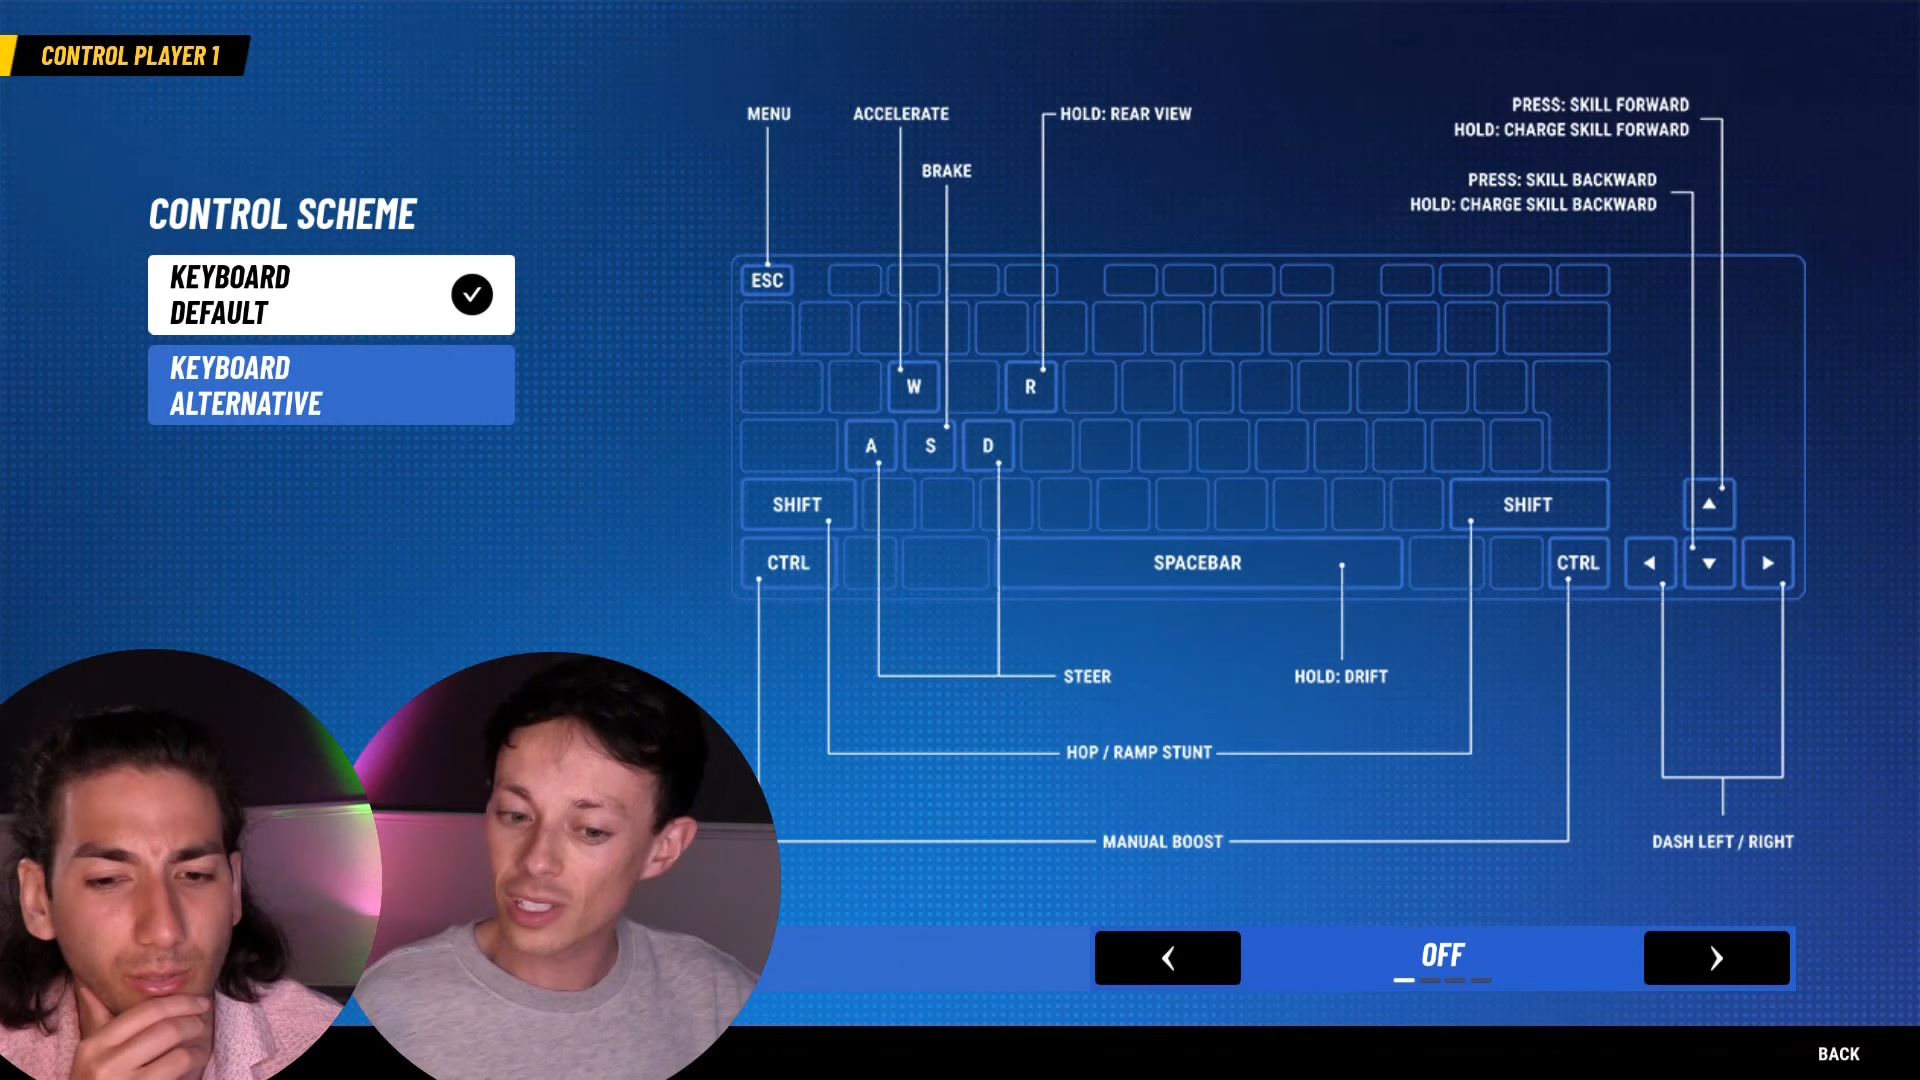 CONTROL PLAYER 1
MENU
ACCELERATE
HOLD: REAR VIEW
BRAKE
PRESS: SKILL FORWARD
HOLD: CHARGE SKILL FORWARD
PRESS: SKILL BACKWARD
HOLD: CHARGE SKILL BACKWARD
CONTROL SCHEME
KEYBOARD
DEFAULT
KEYBOARD
ALTERNATIVE
ESC
W
R
A
S
D
SHIFT
SHIFT
CTRL
SPACEBAR
CTRL
STEER
HOLD: DRIFT
HOP / RAMP STUNT
MANUAL BOOST
DASH LEFT / RIGHT
OFF
BACK